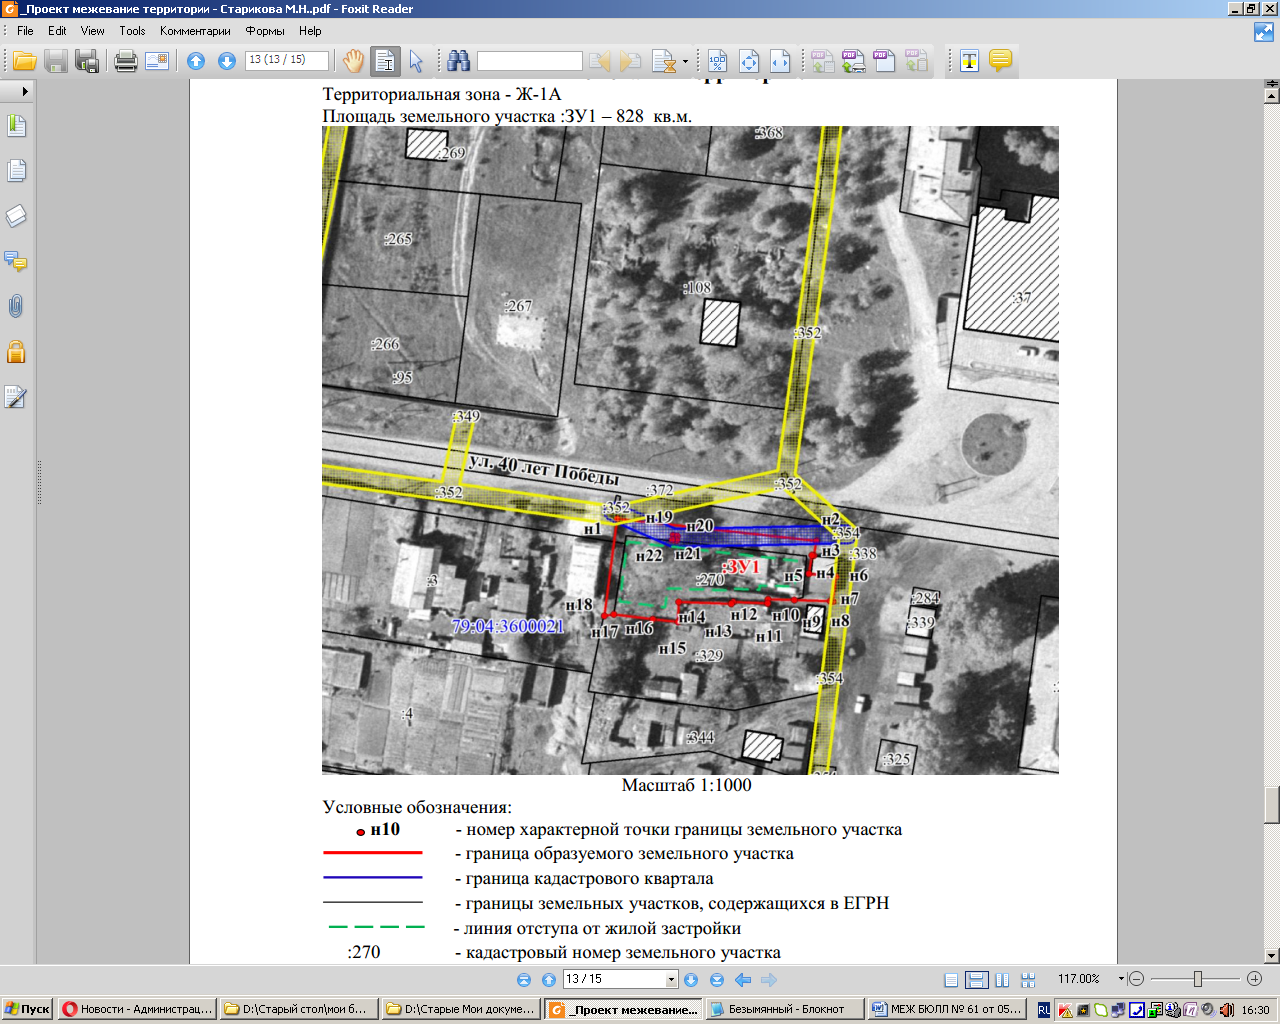 _Проект межевание территории - Старикова М.Н..pdf - Foxit Reader
File Edit View Tools Комментарии Формы Help
13 (13 / 15)
Территориальная зона - Ж-1А
Площадь земельного участка :ЗУ1 – 828 кв.м.
:368
:269
:265
:267
:108
:37
:352
:266
:95
:349
ул. 40 лет Победы
:352
:372
:352
:352
н1
н19
н20
н2
:354
н22
н21
н3
:338
:3
:ЗУ1
:270
н5
н4
н6
н18
н7
:284
79:04:3600021
н17
н16
н14
н12
н10
н9
н8
:339
н13
н11
н15
:329
:354
:4
:344
:325
Масштаб 1:1000
Условные обозначения:
н10 - номер характерной точки границы земельного участка
- граница образуемого земельного участка
- граница кадастрового квартала
- границы земельных участков, содержащихся в ЕГРН
- линия отступа от жилой застройки
:270 - кадастровый номер земельного участка
13 / 15
117.00%
Пуск
Новости - Администрац...
D:\Старый стол\мои б...
D:\Старые Мои докуме...
_Проект межевание...
Безымянный - Блокнот
МЕЖ БЮЛЛ № 61 от 05...
RL
16:30